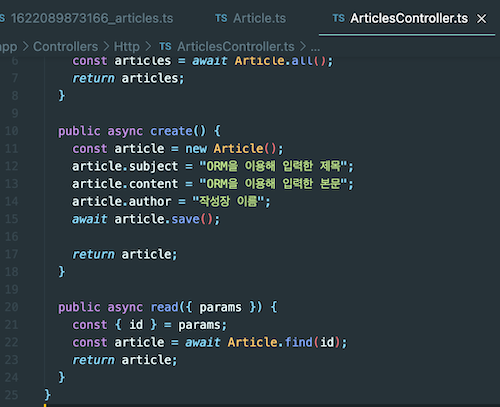 TS 1622089873166_articles.ts TS Article.ts TS ArticlesController.ts ×
app > Controllers > Http > TS ArticlesController.ts > ...
6 const articles = await Article.all();
7 return articles;
8 }
9
10 public async create() {
11 const article = new Article();
12 article.subject = "ORM을 이용해 입력한 제목";
13 article.content = "ORM을 이용해 입력한 본문";
14 article.author = "작성장 이름";
15 await article.save();
16
17 return article;
18 }
19
20 public async read({ params }) {
21 const { id } = params;
22 const article = await Article.find(id);
23 return article;
24 }
25 }